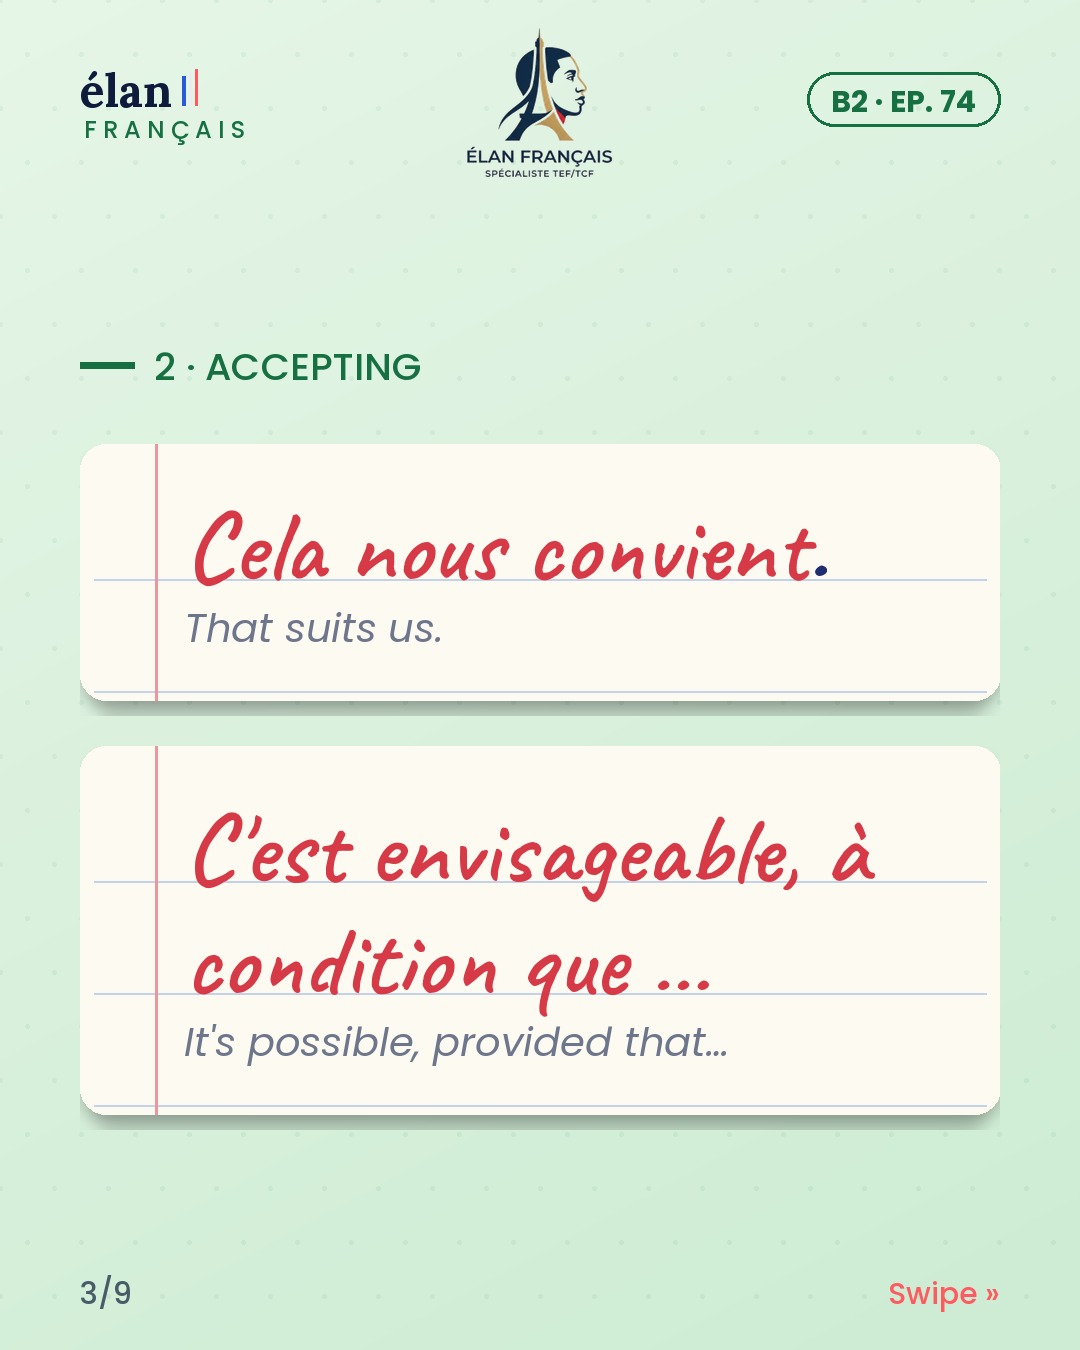 élan
FRANÇAIS
ÉLAN FRANÇAIS
SPÉCIALISTE TEF/TCF
B2 · EP. 74
2 · ACCEPTING
Cela nous convient.
That suits us.
C'est envisageable, à
condition que ...
It's possible, provided that...
3/9
Swipe »